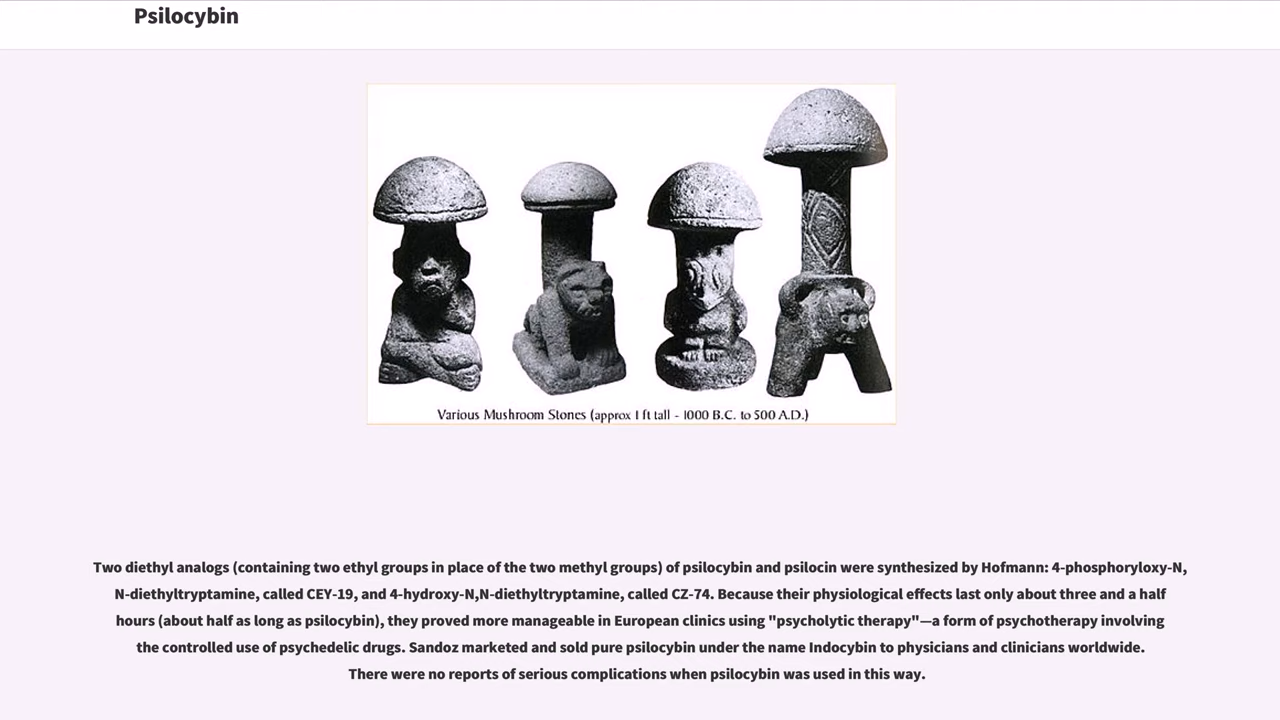 Psilocybin
Various Mushroom Stones (approx 1 ft tall - 1000 B.C. to 500 A.D.)
Two diethyl analogs (containing two ethyl groups in place of the two methyl groups) of psilocybin and psilocin were synthesized by Hofmann: 4-phosphoryloxy-N,
N-diethyltryptamine, called CEY-19, and 4-hydroxy-N,N-diethyltryptamine, called CZ-74. Because their physiological effects last only about three and a half
hours (about half as long as psilocybin), they proved more manageable in European clinics using "psycholytic therapy"—a form of psychotherapy involving
the controlled use of psychedelic drugs. Sandoz marketed and sold pure psilocybin under the name Indocybin to physicians and clinicians worldwide.
There were no reports of serious complications when psilocybin was used in this way.